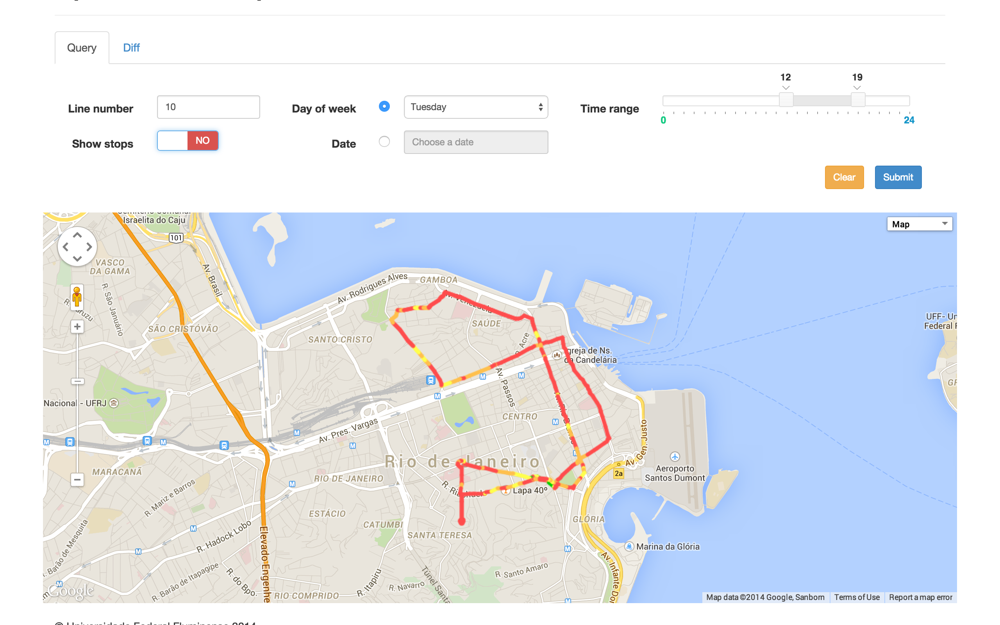 Query Diff
12 19
Line number 10 Day of week Tuesday Time range
0 24
Show stops NO Date Choose a date
Clear Submit
Israelita do Caju
Map
101
VASCO
DA GAMA
Av. Brasil
R. São Januário
SÃO CRISTÓVÃO
Av. Rodrigues Alves
GAMBOA
SAÚDE
SANTO CRISTO
Acre
Igreja de Ns.
da Candelária
UFF- Un
Federal F
Av. Passos
Nacional - UFRJ
CENTRO
Av. Pres. Vargas
Av. Gen. Justo
Rio de Janeiro
2a
Aeroporto
Santos Dumont
MARACANÃ
RIO DE JANEIRO
Lapa 40º
R. Mariz e Barros
ESTÁCIO
GLÓRIA
CATUMBI
SANTA TERESA
R. Hadock Lobo
Marina da Glória
Barão de Mesquita
Elevado Engenhe
R. Barão de Itapagipe
R. do Bpo.
R. Itapiru
R. Navarro
Túnel Santa
R Santo Amaro
Av. Infante Dom
RIO COMPRIDO
Google
Map data ©2014 Google, Sanborn Terms of Use Report a map error
© Universidade Federal Fluminense 2014